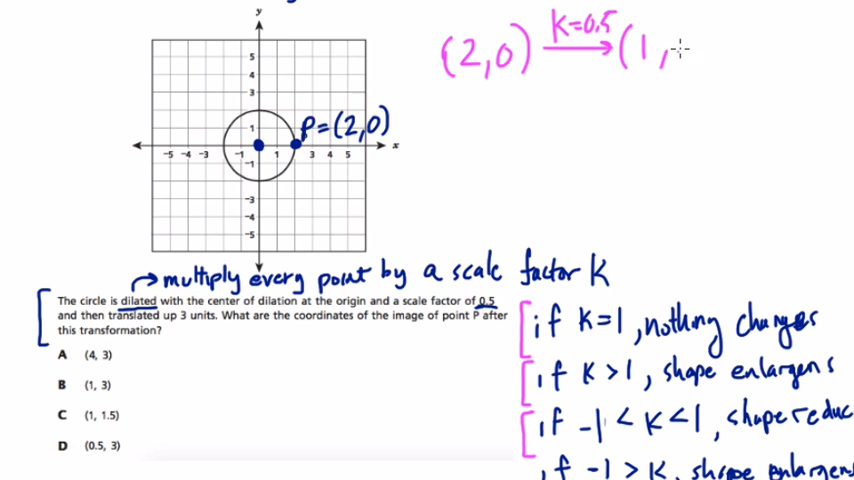 (2,0) K=0.5 (1,
y
5
4
3
1
P=(2,0)
x
-5 -4 -3 -1 1 3 4 5
-1
-3
-4
-5
multiply every point by a scale factor K
The circle is dilated with the center of dilation at the origin and a scale factor of 0.5
and then translated up 3 units. What are the coordinates of the image of point P after
this transformation?
A (4, 3)
B (1, 3)
C (1, 1.5)
D (0.5, 3)
if K=1, nothing changes
if K>1, shape enlargens
if -1<K<1, shape reduc
if -1>K, shape enlargens